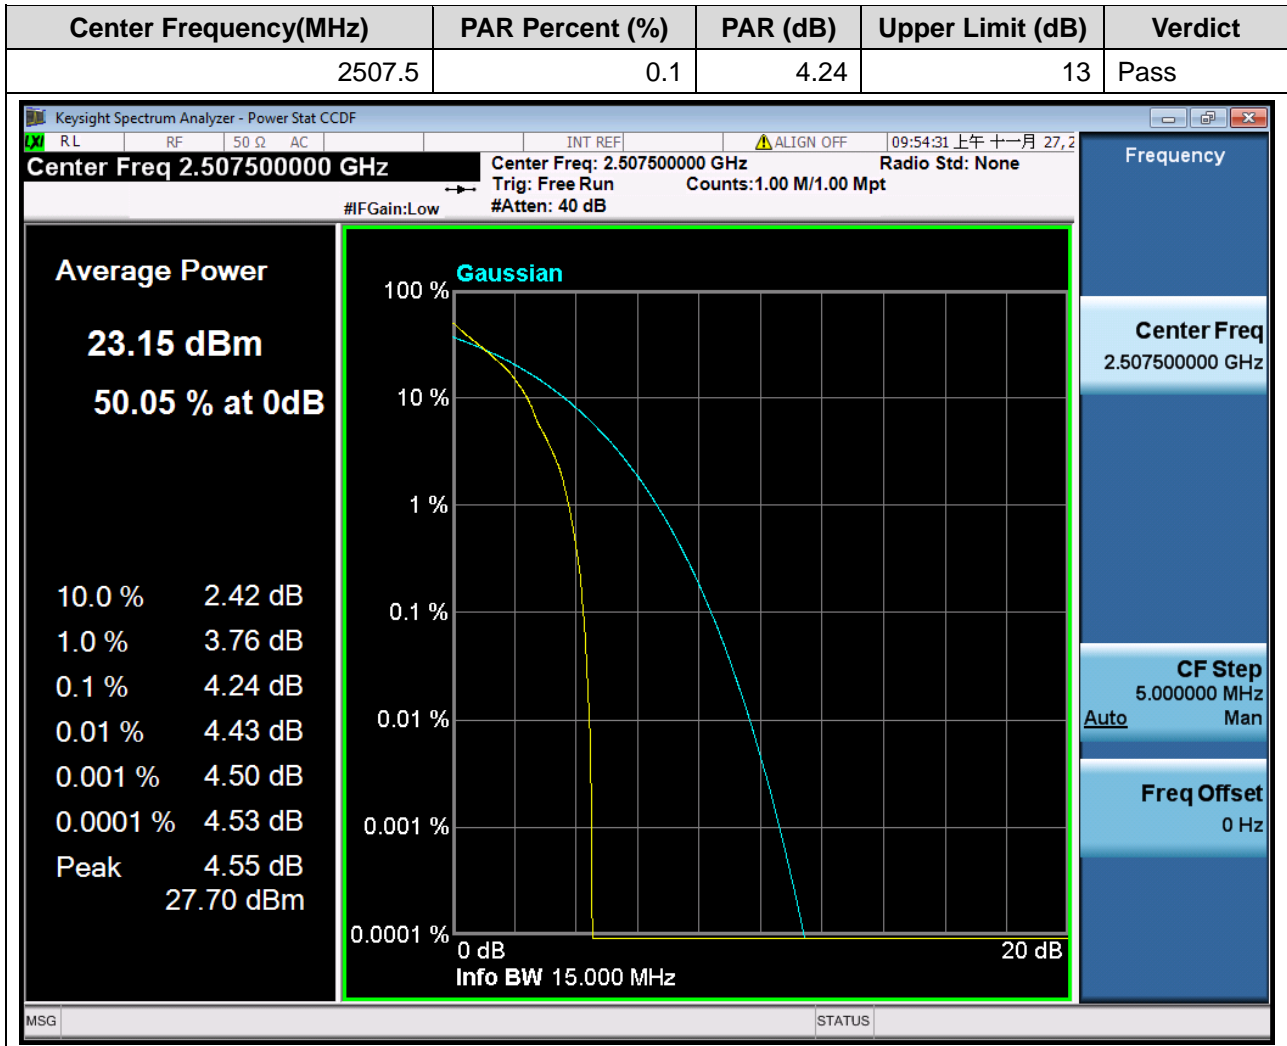 Center Frequency(MHz) PAR Percent (%) PAR (dB) Upper Limit (dB) Verdict
2507.5 0.1 4.24 13 Pass
Keysight Spectrum Analyzer - Power Stat CCDF
LXI RL RF 50 Ω AC INT REF ALIGN OFF 09:54:31 上午 十一月 27, 2
Center Freq 2.507500000 GHz
Center Freq: 2.507500000 GHz Radio Std: None
Trig: Free Run Counts:1.00 M/1.00 Mpt
#IFGain:Low #Atten: 40 dB
Average Power
23.15 dBm
50.05 % at 0dB
10.0 % 2.42 dB
1.0 % 3.76 dB
0.1 % 4.24 dB
0.01 % 4.43 dB
0.001 % 4.50 dB
0.0001 % 4.53 dB
Peak 4.55 dB
27.70 dBm
Gaussian
100 %
10 %
1 %
0.1 %
0.01 %
0.001 %
0.0001 %
0 dB 20 dB
Info BW 15.000 MHz
Frequency
Center Freq
2.507500000 GHz
CF Step
5.000000 MHz
Auto Man
Freq Offset
0 Hz
MSG STATUS